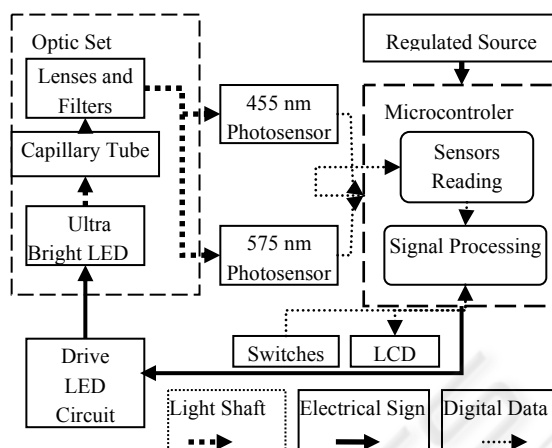 Optic Set
Lenses and
Filters
Capillary Tube
Ultra
Bright LED
Drive
LED
Circuit
455 nm
Photosensor
575 nm
Photosensor
Regulated Source
Microcontroler
Sensors
Reading
Signal Processing
Switches
LCD
Light Shaft
Electrical Sign
Digital Data